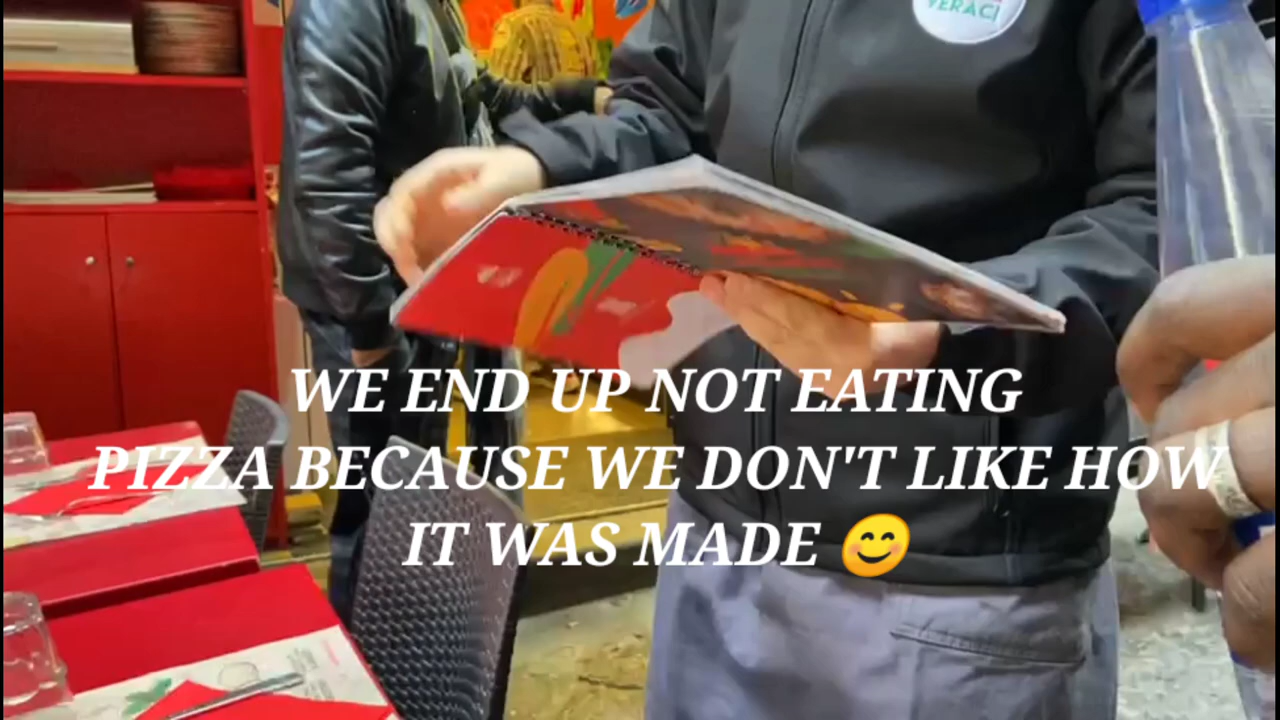 VERACI
WE END UP NOT EATING
PIZZA BECAUSE WE DON'T LIKE HOW
IT WAS MADE 😊